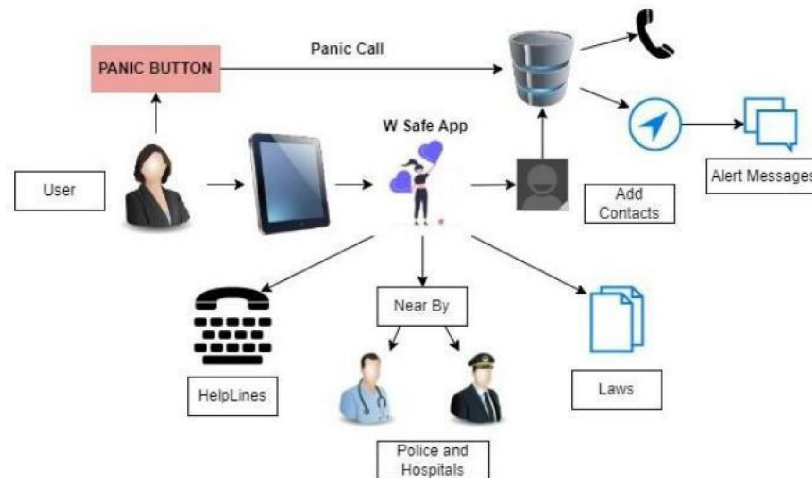 Panic Call
PANIC BUTTON
W Safe App
User
Add
Contacts
Alert Messages
Near By
HelpLines
Laws
Police and
Hospitals